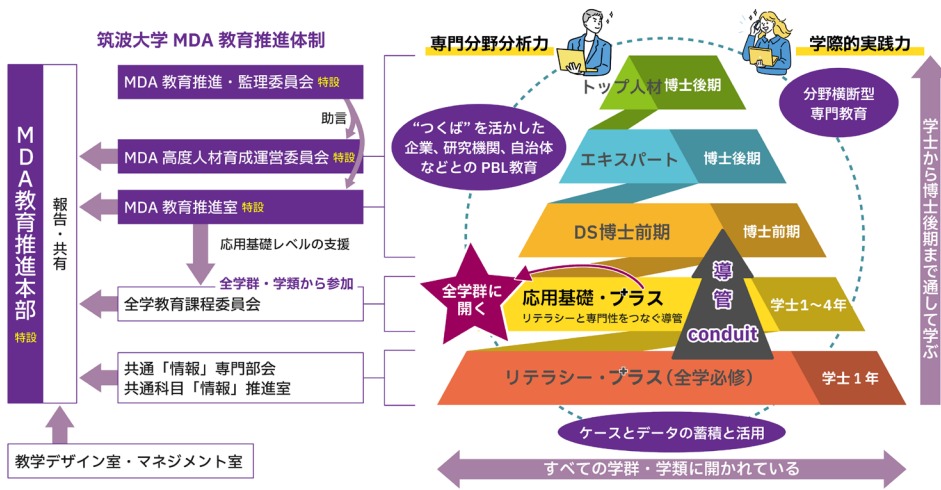 筑波大学 MDA 教育推進体制
MDA教育推進本部
特設
報告・共有
MDA 教育推進・監理委員会 特設
助言
MDA 高度人材育成運営委員会 特設
MDA 教育推進室 特設
応用基礎レベルの支援
全学群・学類から参加
全学教育課程委員会
共通「情報」専門部会
共通科目「情報」推進室
教学デザイン室・マネジメント室
専門分野分析力
学際的実践力
“つくば” を活かした
企業、研究機関、自治体
などとの PBL教育
分野横断型
専門教育
トップ人材
博士後期
エキスパート
博士後期
DS博士前期
博士前期
全学群に
開く
応用基礎・プラス
リテラシーと専門性をつなぐ導管
学士1～4年
導管
conduit
リテラシー・プラス（全学必修）
学士１年
ケースとデータの蓄積と活用
すべての学群・学類に開かれている
学士から博士後期まで通して学ぶ